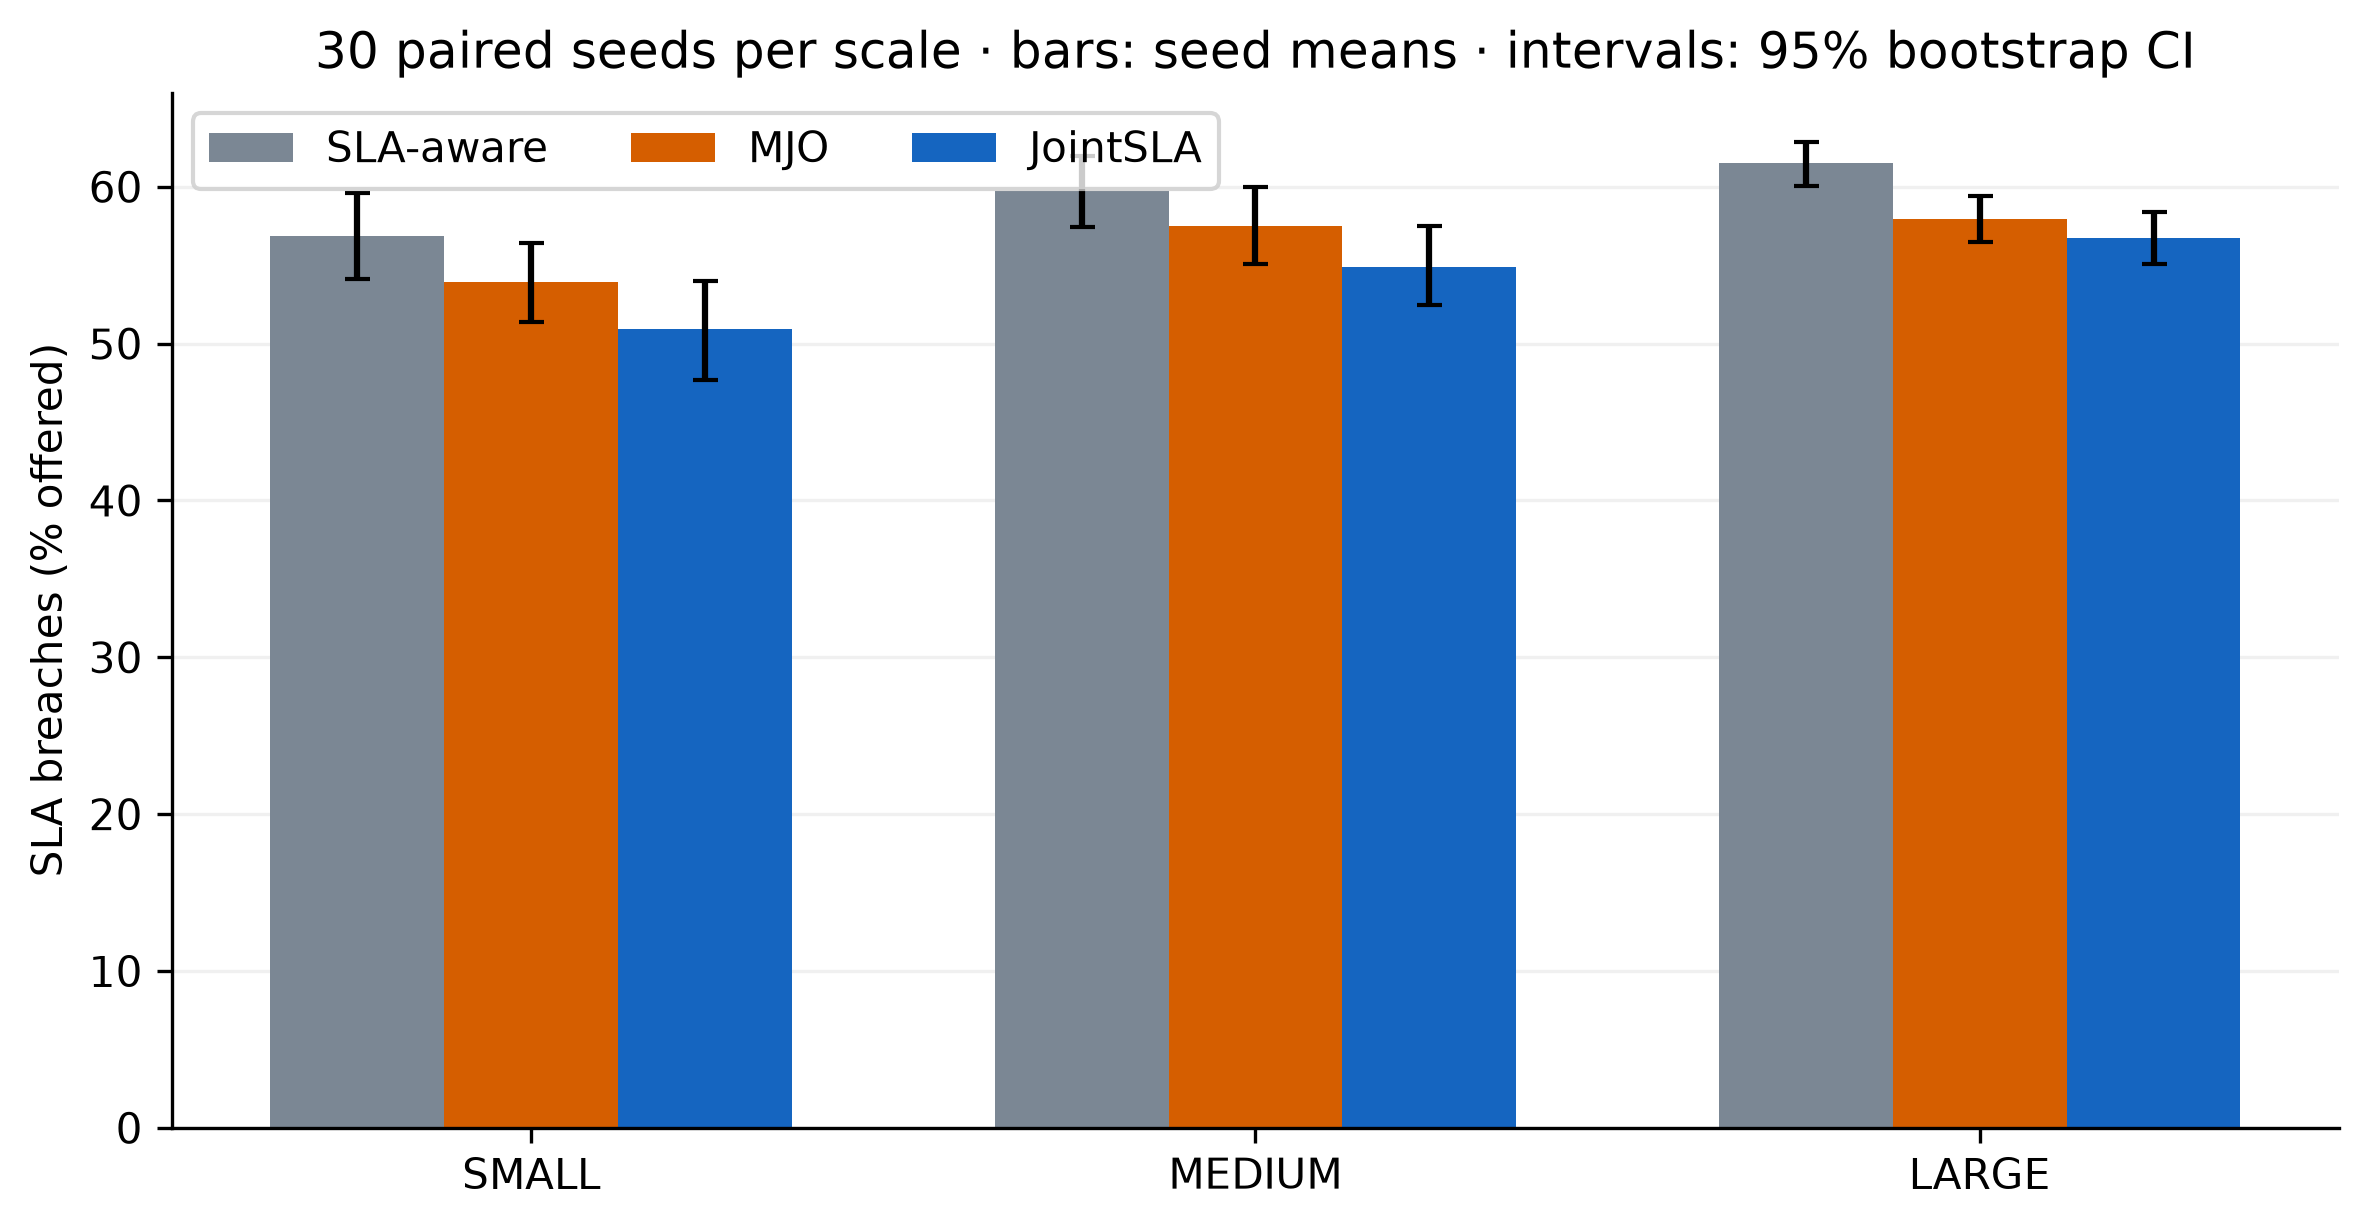 30 paired seeds per scale · bars: seed means · intervals: 95% bootstrap CI
SLA-aware MJO JointSLA
SLA breaches (% offered)
60
50
40
30
20
10
0
SMALL MEDIUM LARGE